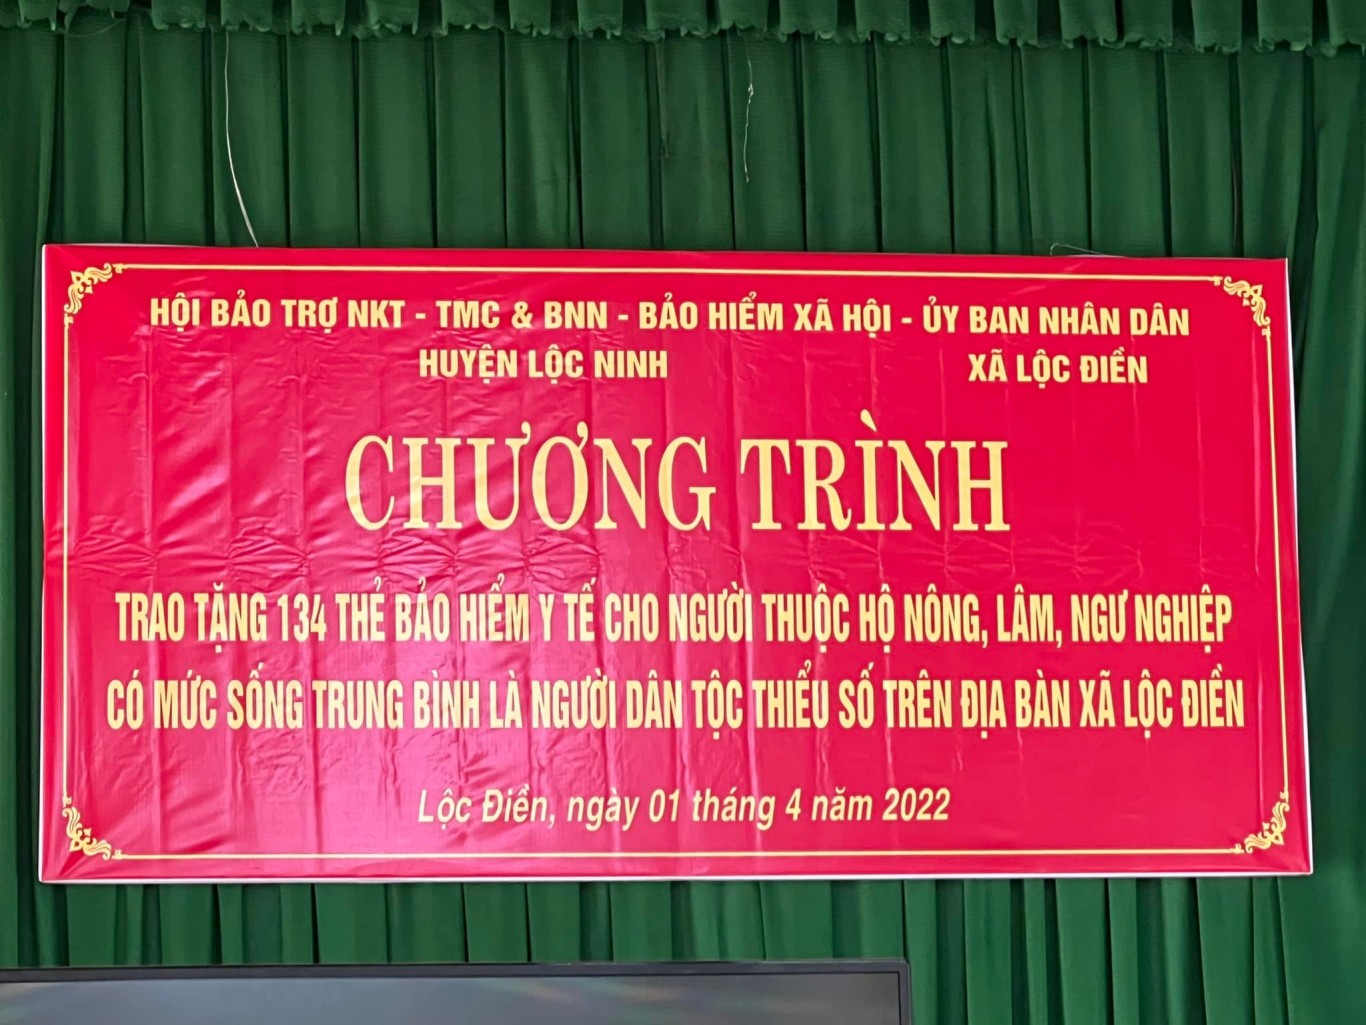 HỘI BẢO TRỢ NKT - TMC & BNN - BẢO HIỂM XÃ HỘI - ỦY BAN NHÂN DÂN
HUYỆN LỘC NINH XÃ LỘC ĐIỀN
CHƯƠNG TRÌNH
TRAO TẶNG 134 THẺ BẢO HIỂM Y TẾ CHO NGƯỜI THUỘC HỘ NÔNG, LÂM, NGƯ NGHIỆP
CÓ MỨC SỐNG TRUNG BÌNH LÀ NGƯỜI DÂN TỘC THIỂU SỐ TRÊN ĐỊA BÀN XÃ LỘC ĐIỀN
Lộc Điền, ngày 01 tháng 4 năm 2022